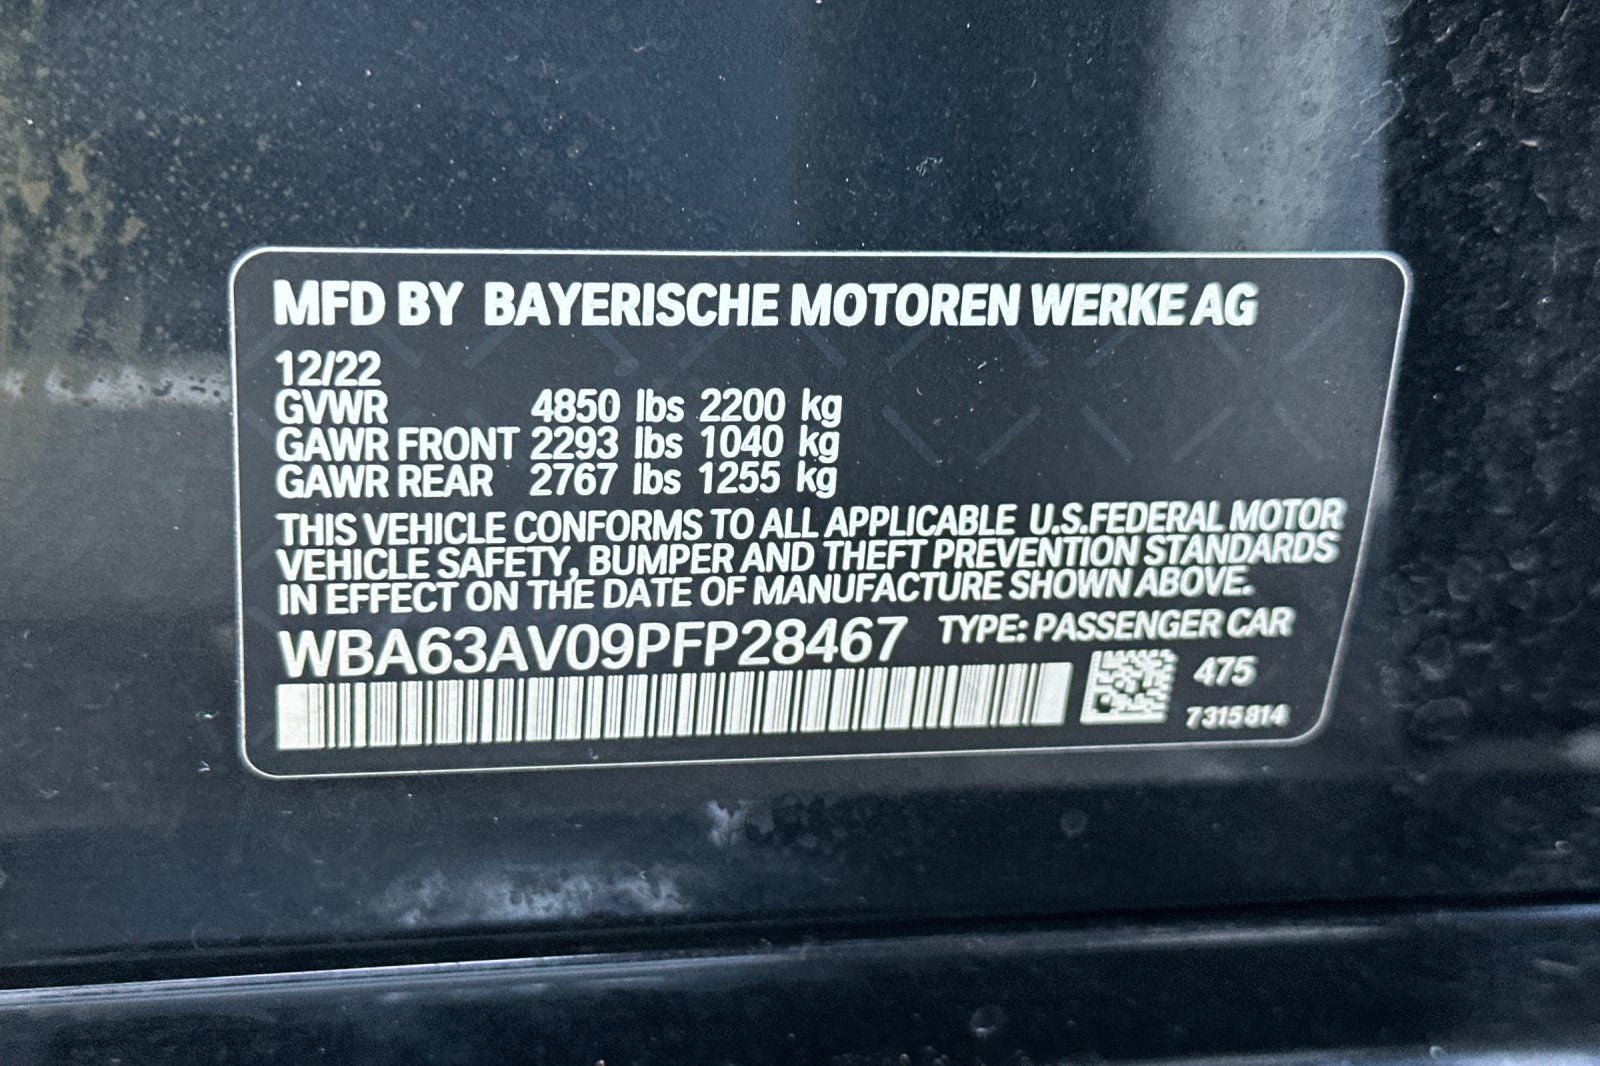 MFD BY BAYERISCHE MOTOREN WERKE AG
12/22
GVWR 4850 lbs 2200 kg
GAWR FRONT 2293 lbs 1040 kg
GAWR REAR 2767 lbs 1255 kg
THIS VEHICLE CONFORMS TO ALL APPLICABLE U.S.FEDERAL MOTOR
VEHICLE SAFETY, BUMPER AND THEFT PREVENTION STANDARDS
IN EFFECT ON THE DATE OF MANUFACTURE SHOWN ABOVE.
WBA63AV09PFP28467 TYPE: PASSENGER CAR
475
7315814